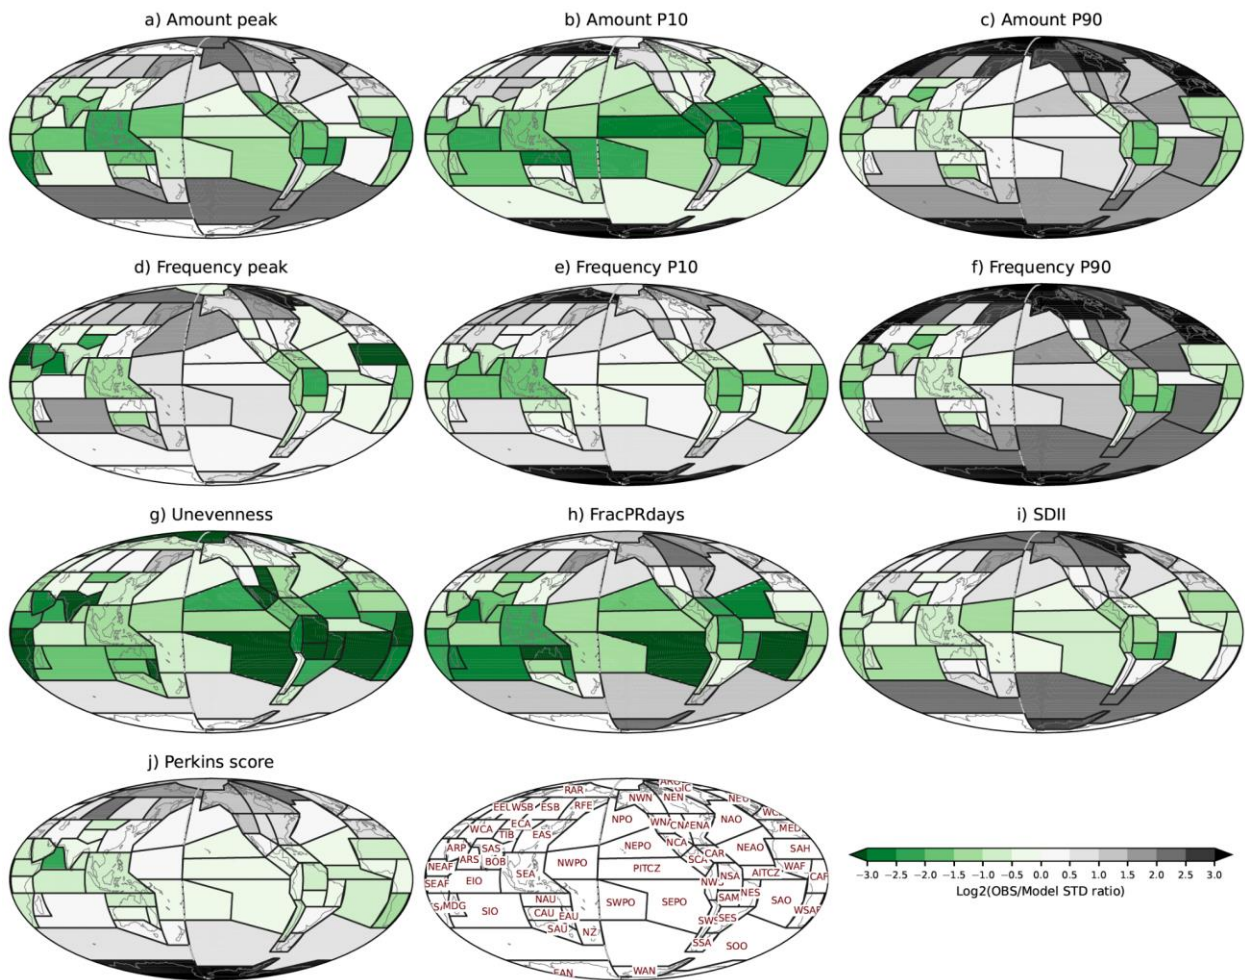 a) Amount peak
b) Amount P10
c) Amount P90
d) Frequency peak
e) Frequency P10
f) Frequency P90
g) Unevenness
h) FracPRdays
i) SDII
j) Perkins score
RAR
GIC
NWN NEN
EEL WSB ESB RFE
NPO
NAO
WCA ECA
TIB EAS
WNA CNA ENA
MED
NEPO
NCA
NEAO
SAH
ARP SAS
ARS BOB
SCA CAR
NEAF
NWPO
PITCZ
WAF
SEA
NSA
AITCZ
CAF
SEAF EIO
MDG SIO
NAU
CAU EAU
SAU NZ
SWPO
SEPO
SAM NES
SES
SAO
SSA
SOO
WAN
−3.0 −2.5 −2.0 −1.5 −1.0 −0.5 0.0 0.5 1.0 1.5 2.0 2.5 3.0
Log2(OBS/Model STD ratio)